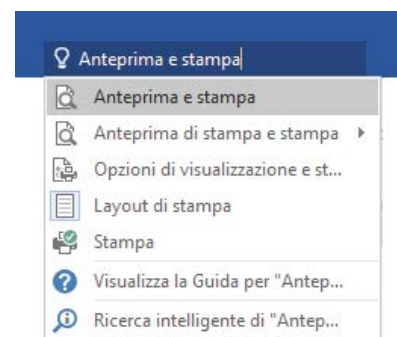 Anteprima e stampa
Anteprima e stampa
Anteprima di stampa e stampa
Opzioni di visualizzazione e st...
Layout di stampa
Stampa
Visualizza la Guida per "Antep...
Ricerca intelligente di "Antep...